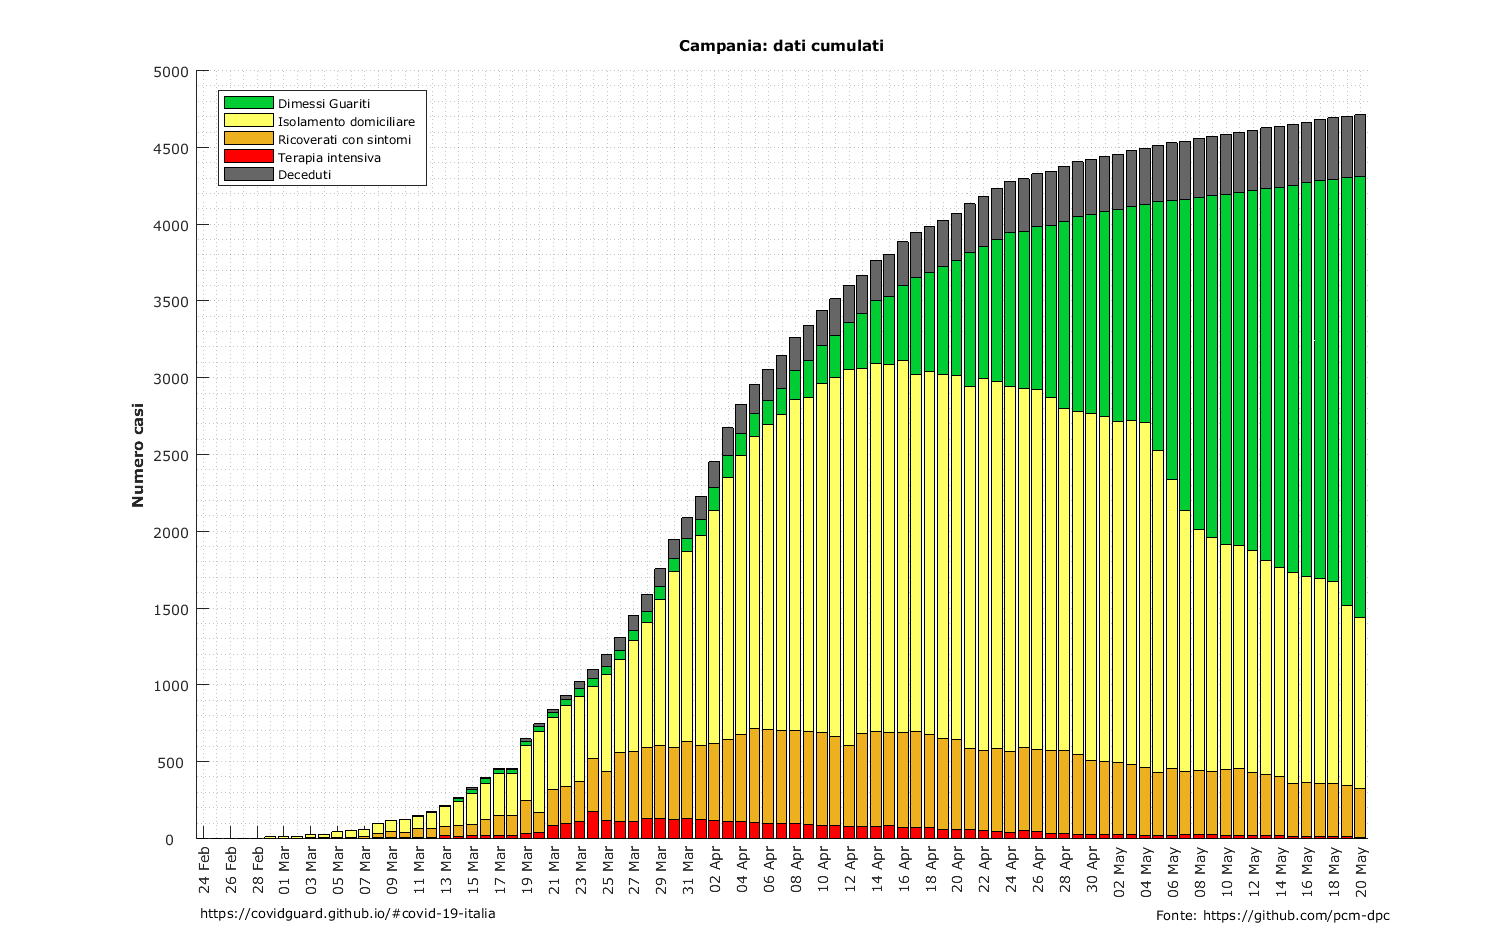 Campania: dati cumulati
5000
4500
4000
3500
3000
2500
2000
1500
1000
500
0
Numero casi
Dimessi Guariti
Isolamento domiciliare
Ricoverati con sintomi
Terapia intensiva
Deceduti
24 Feb
26 Feb
28 Feb
01 Mar
03 Mar
05 Mar
07 Mar
09 Mar
11 Mar
13 Mar
15 Mar
17 Mar
19 Mar
21 Mar
23 Mar
25 Mar
27 Mar
29 Mar
31 Mar
02 Apr
04 Apr
06 Apr
08 Apr
10 Apr
12 Apr
14 Apr
16 Apr
18 Apr
20 Apr
22 Apr
24 Apr
26 Apr
28 Apr
30 Apr
02 May
04 May
06 May
08 May
10 May
12 May
14 May
16 May
18 May
20 May
https://covidguard.github.io/#covid-19-italia
Fonte: https://github.com/pcm-dpc